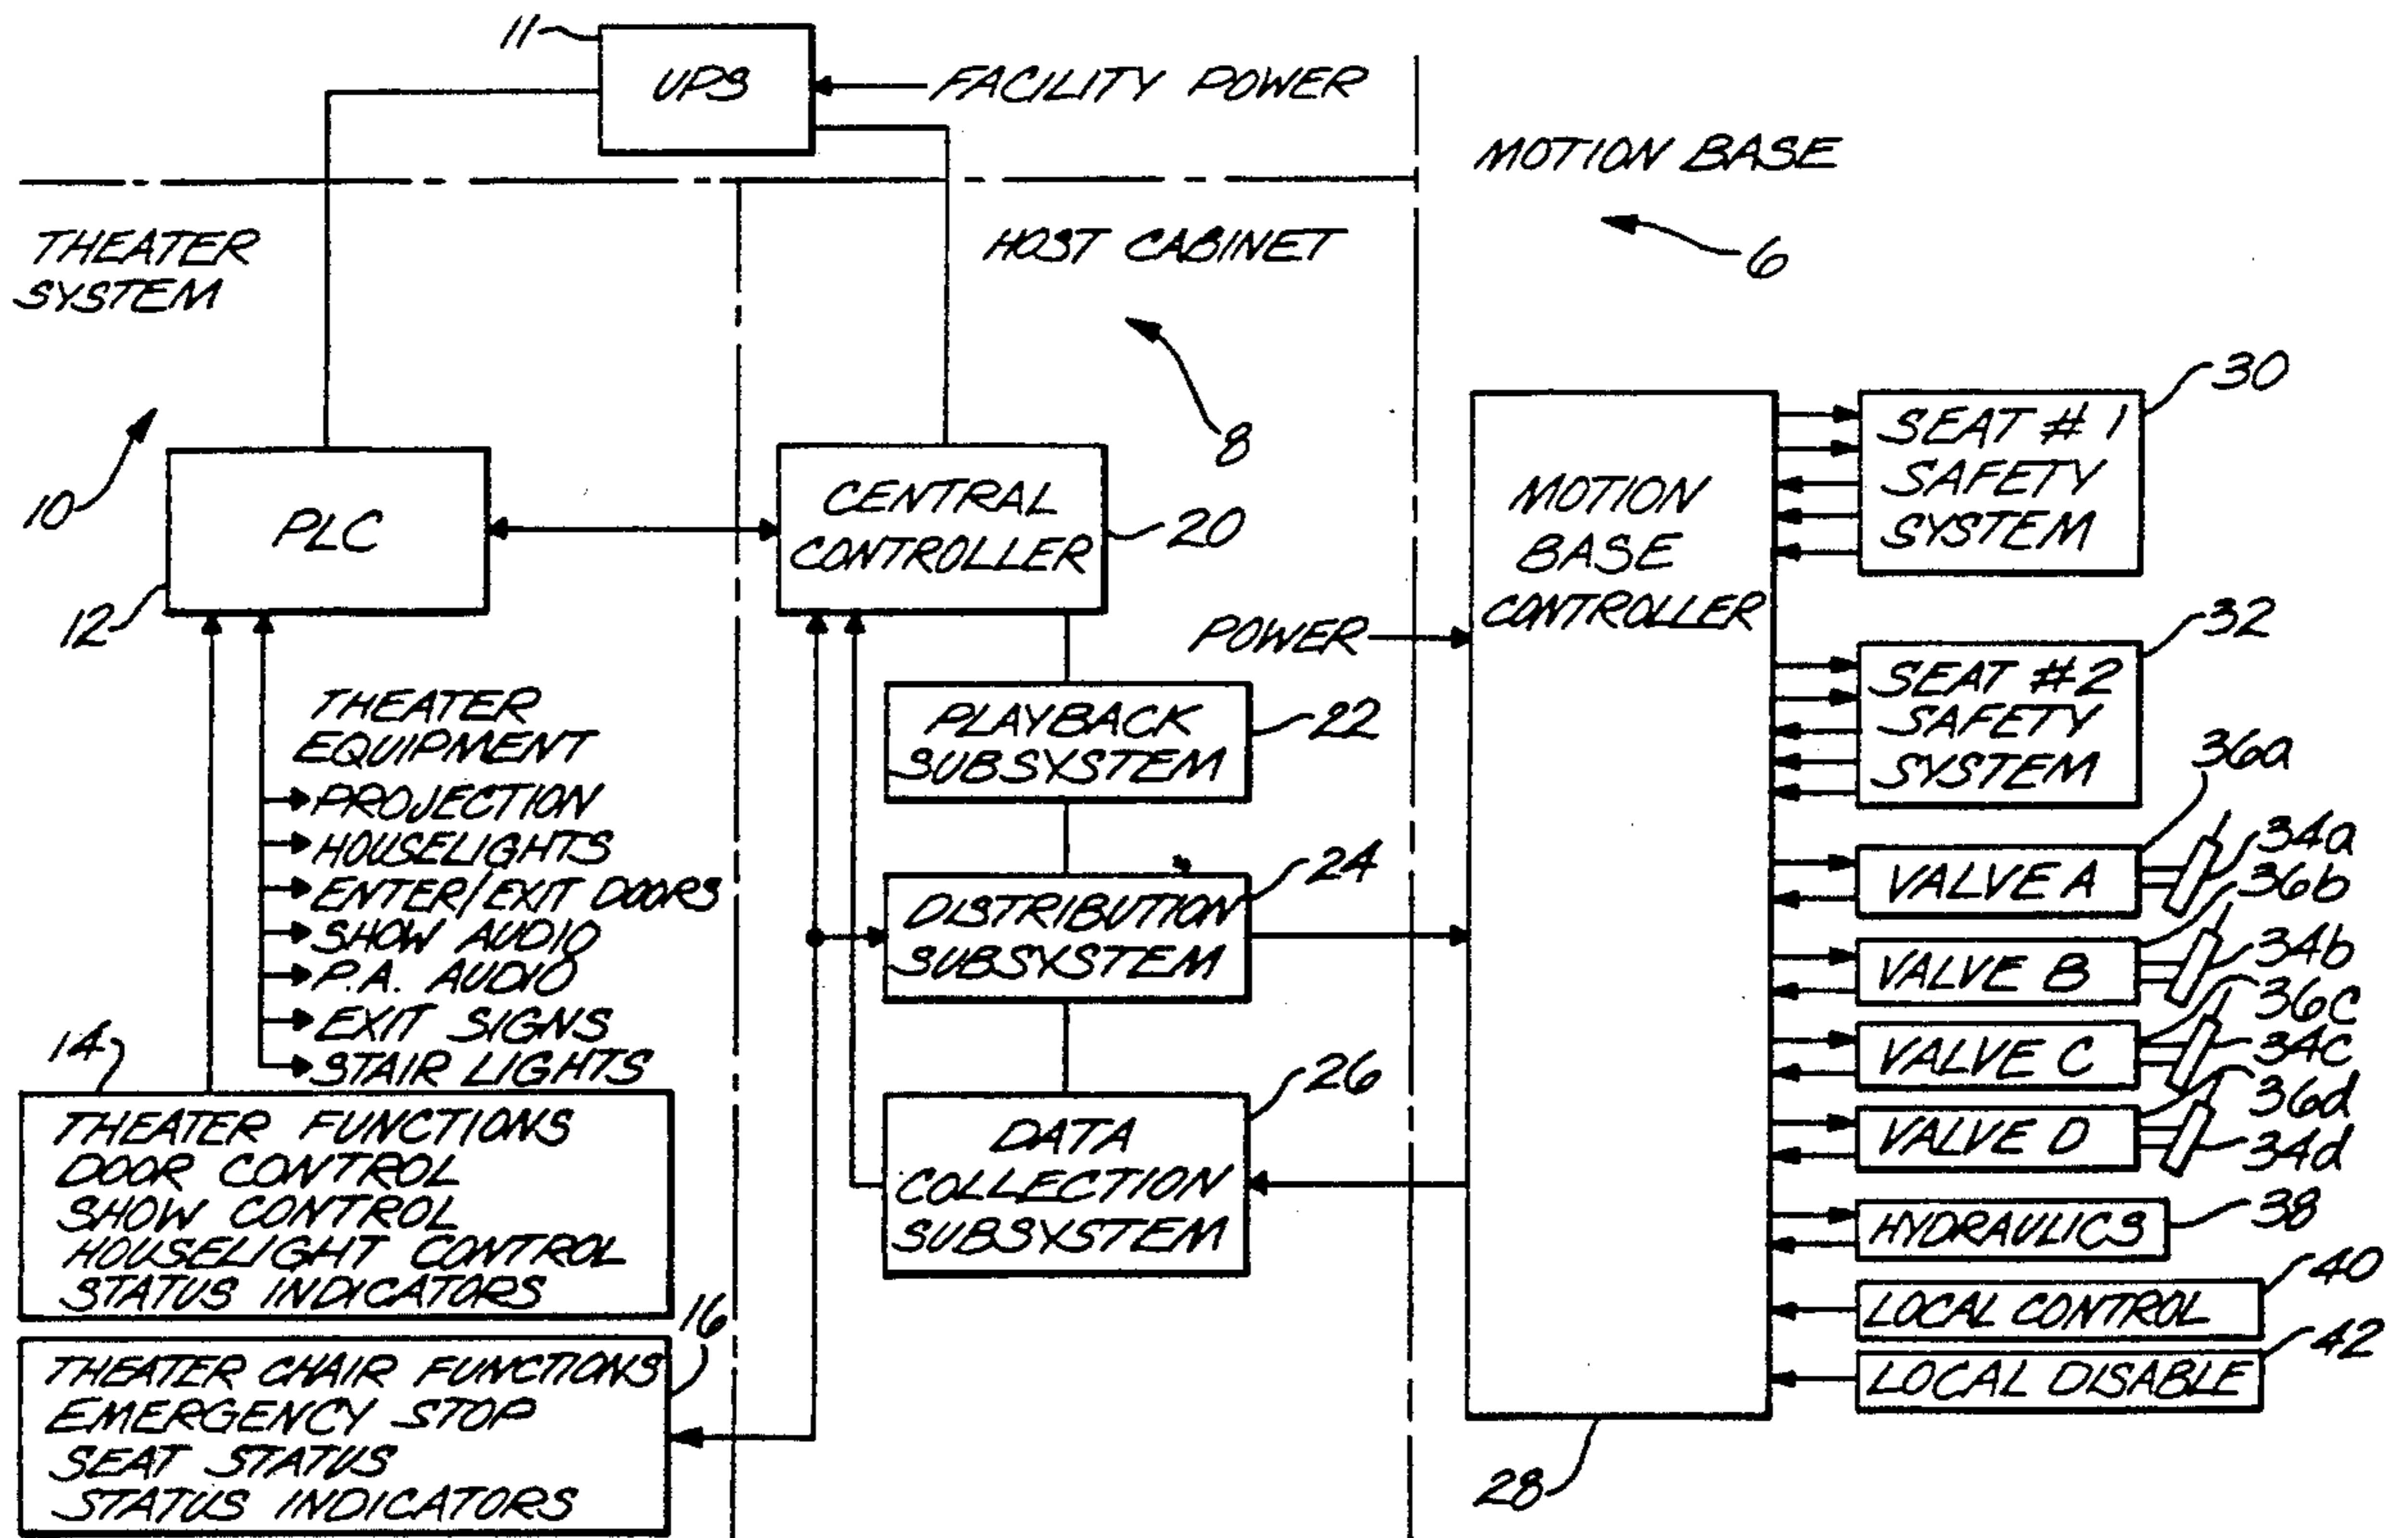 11
UPS
FACILITY POWER
MOTION BASE
6
THEATER
SYSTEM
HOST CABINET
8
10
PLC
12
CENTRAL
CONTROLLER
20
POWER
MOTION
BASE
CONTROLLER
28
THEATER
EQUIPMENT
PROJECTION
HOUSELIGHTS
ENTER/EXIT DOORS
SHOW AUDIO
P.A. AUDIO
EXIT SIGNS
STAIR LIGHTS
14
THEATER FUNCTIONS
DOOR CONTROL
SHOW CONTROL
HOUSELIGHT CONTROL
STATUS INDICATORS
16
THEATER CHAIR FUNCTIONS
EMERGENCY STOP
SEAT STATUS
STATUS INDICATORS
PLAYBACK
SUBSYSTEM
22
DISTRIBUTION
SUBSYSTEM
24
DATA
COLLECTION
SUBSYSTEM
26
SEAT #1
SAFETY
SYSTEM
30
SEAT #2
SAFETY
SYSTEM
32
VALVE A
36a
34a
VALVE B
36b
34b
VALVE C
36c
34c
VALVE D
36d
34d
HYDRAULICS
38
LOCAL CONTROL
40
LOCAL DISABLE
42